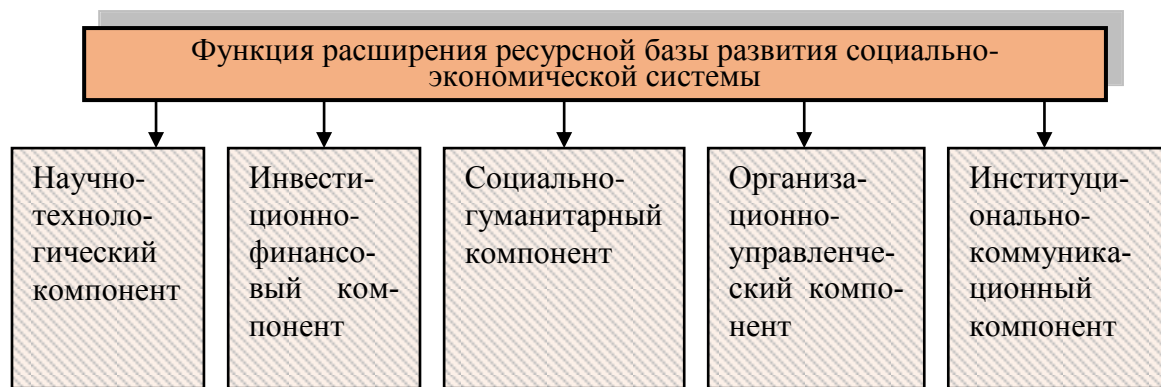 Функция расширения ресурсной базы развития социально-
экономической системы
Научно-
техноло-
гический
компонент
Инвести-
ционно-
финансо-
вый ком-
понент
Социально-
гуманитарный
компонент
Организа-
ционно-
управленче-
ский компо-
нент
Институци-
онально-
коммуника-
ционный
компонент